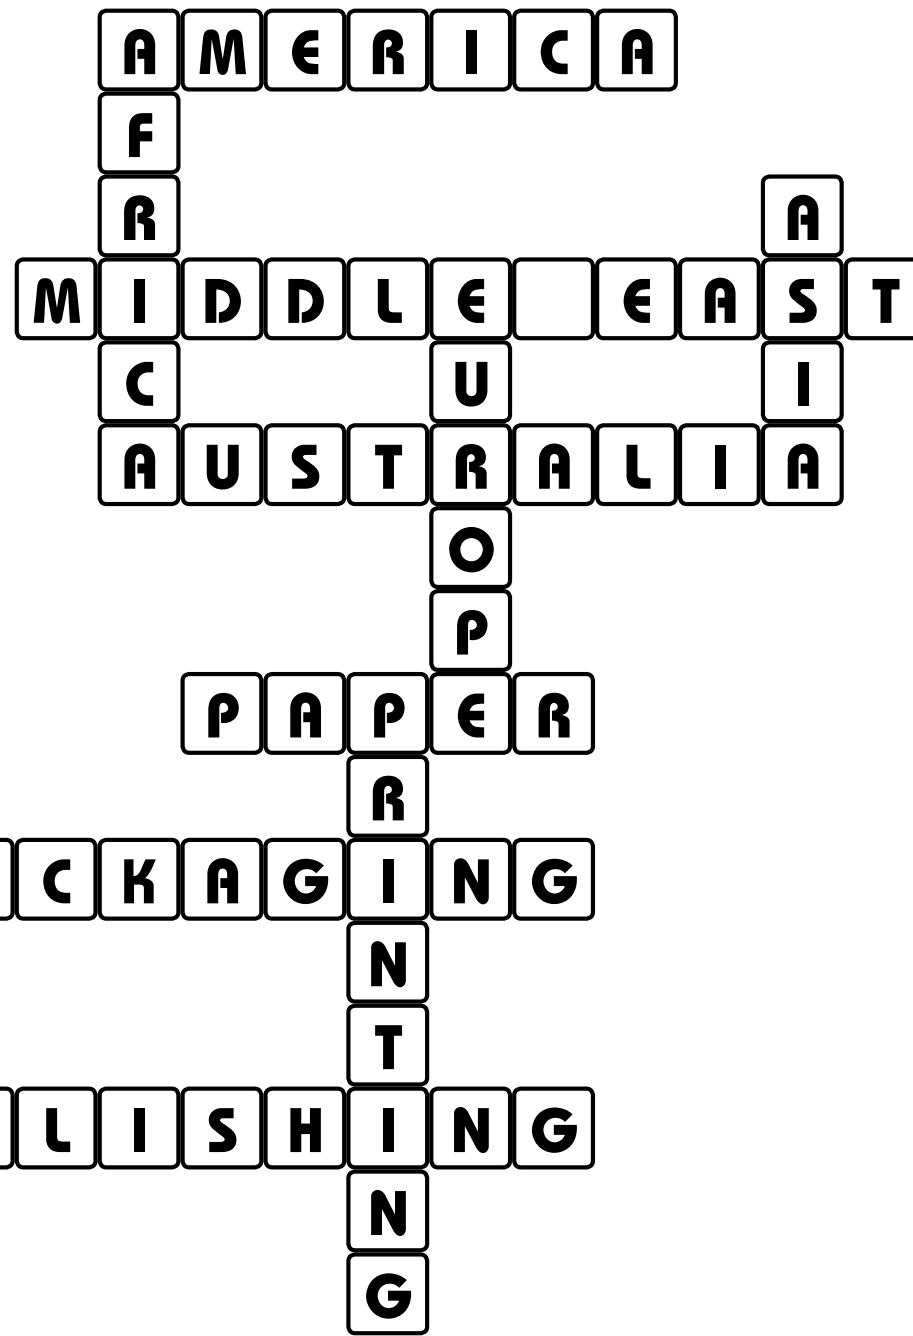 AMERICA
AFRICA
ASIA
MIDDLE EAST
EUROPE
AUSTRALIA
PAPER
PRINTING
CKAGING
LISHING